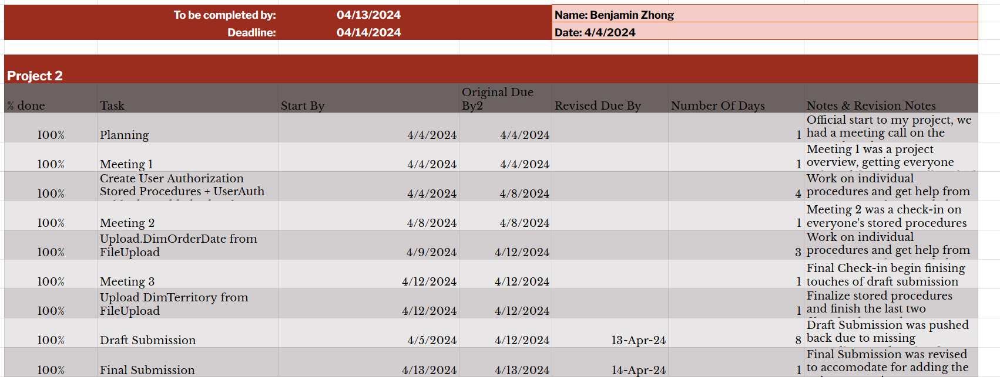 To be completed by: 04/13/2024 Name: Benjamin Zhong
Deadline: 04/14/2024 Date: 4/4/2024
Project 2
% done Task Start By Original Due By2 Revised Due By Number Of Days Notes & Revision Notes
100% Planning 4/4/2024 4/4/2024 1 Official start to my project, we
had a meeting call on the
100% Meeting 1 4/4/2024 4/4/2024 1 Meeting 1 was a project
overview, getting everyone
100% Create User Authorization
Stored Procedures + UserAuth
4/4/2024 4/8/2024 4 Work on individual
procedures and get help from
100% Meeting 2 4/8/2024 4/8/2024 1 Meeting 2 was a check-in on
everyone's stored procedures
100% Upload.DimOrderDate from
FileUpload
4/9/2024 4/12/2024 3 Work on individual
procedures and get help from
100% Meeting 3 4/12/2024 4/12/2024 1 Final Check-in begin finising
touches of draft submission
100% Upload DimTerritory from
FileUpload
4/12/2024 4/12/2024 1 Finalize stored procedures
and finish the last two
100% Draft Submission 4/5/2024 4/12/2024 13-Apr-24 8 Draft Submission was pushed
back due to missing
100% Final Submission 4/13/2024 4/13/2024 14-Apr-24 1 Final Submission was revised
to accomodate for adding the